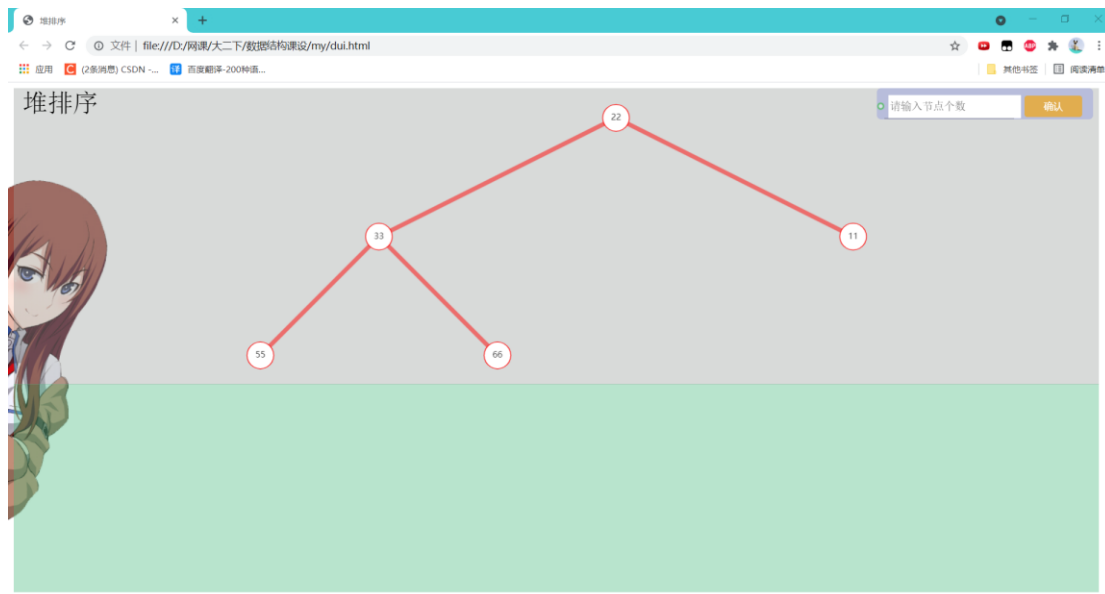 堆排序
文件 | file:///D:/网课/大二下/数据结构课设/my/dui.html
应用 (2条消息) CSDN -... 百度翻译-200种语... 其他书签 阅读清单
堆排序
请输入节点个数 确认
22
33 11
55 66